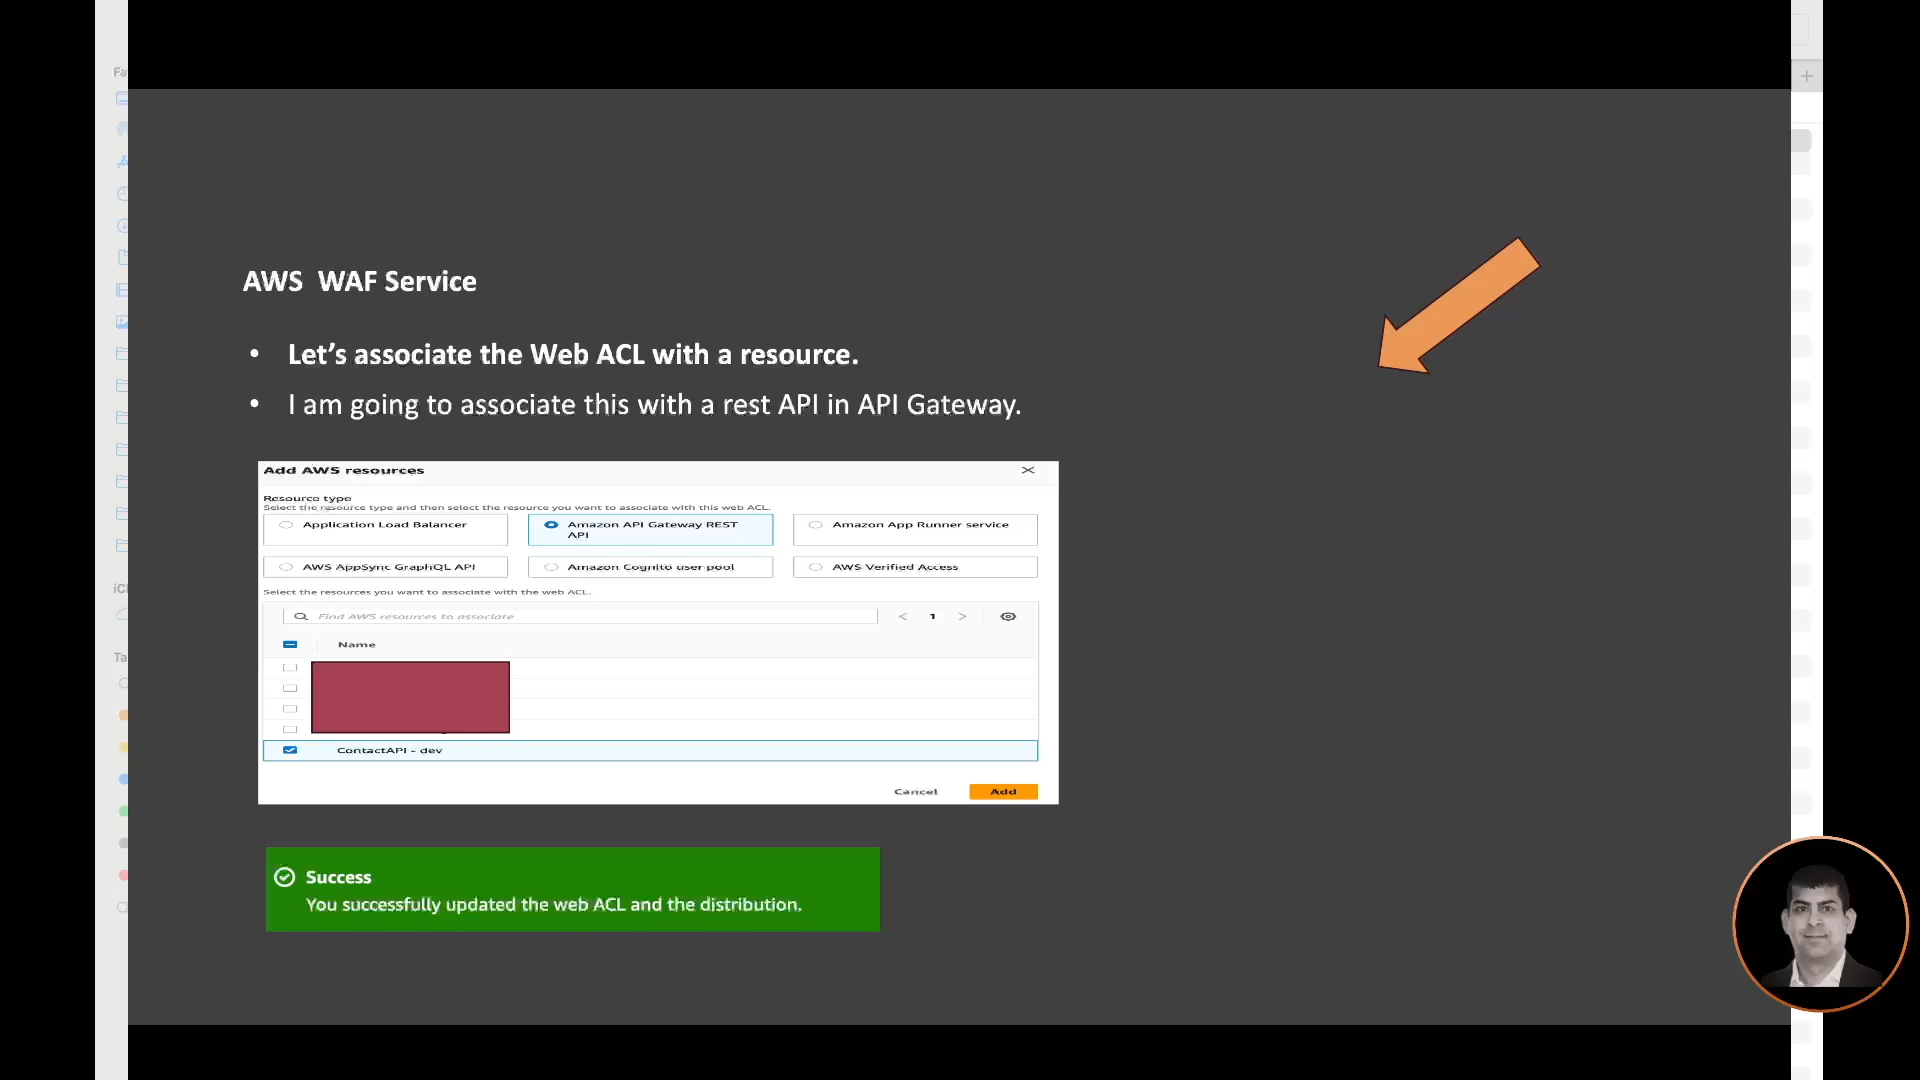 Fa
AWS  WAF Service
• Let’s associate the Web ACL with a resource.
• I am going to associate this with a rest API in API Gateway.
Add AWS resources
Resource type
Select the resource type and then select the resource you want to associate with this web ACL.
Application Load Balancer
Amazon API Gateway REST
API
Amazon App Runner service
AWS AppSync GraphQL API
Amazon Cognito user pool
AWS Verified Access
Select the resources you want to associate with the web ACL.
iCl
Find AWS resources to associate
< 1 >
Name
Ta
ContactAPI - dev
Cancel
Add
Success
You successfully updated the web ACL and the distribution.